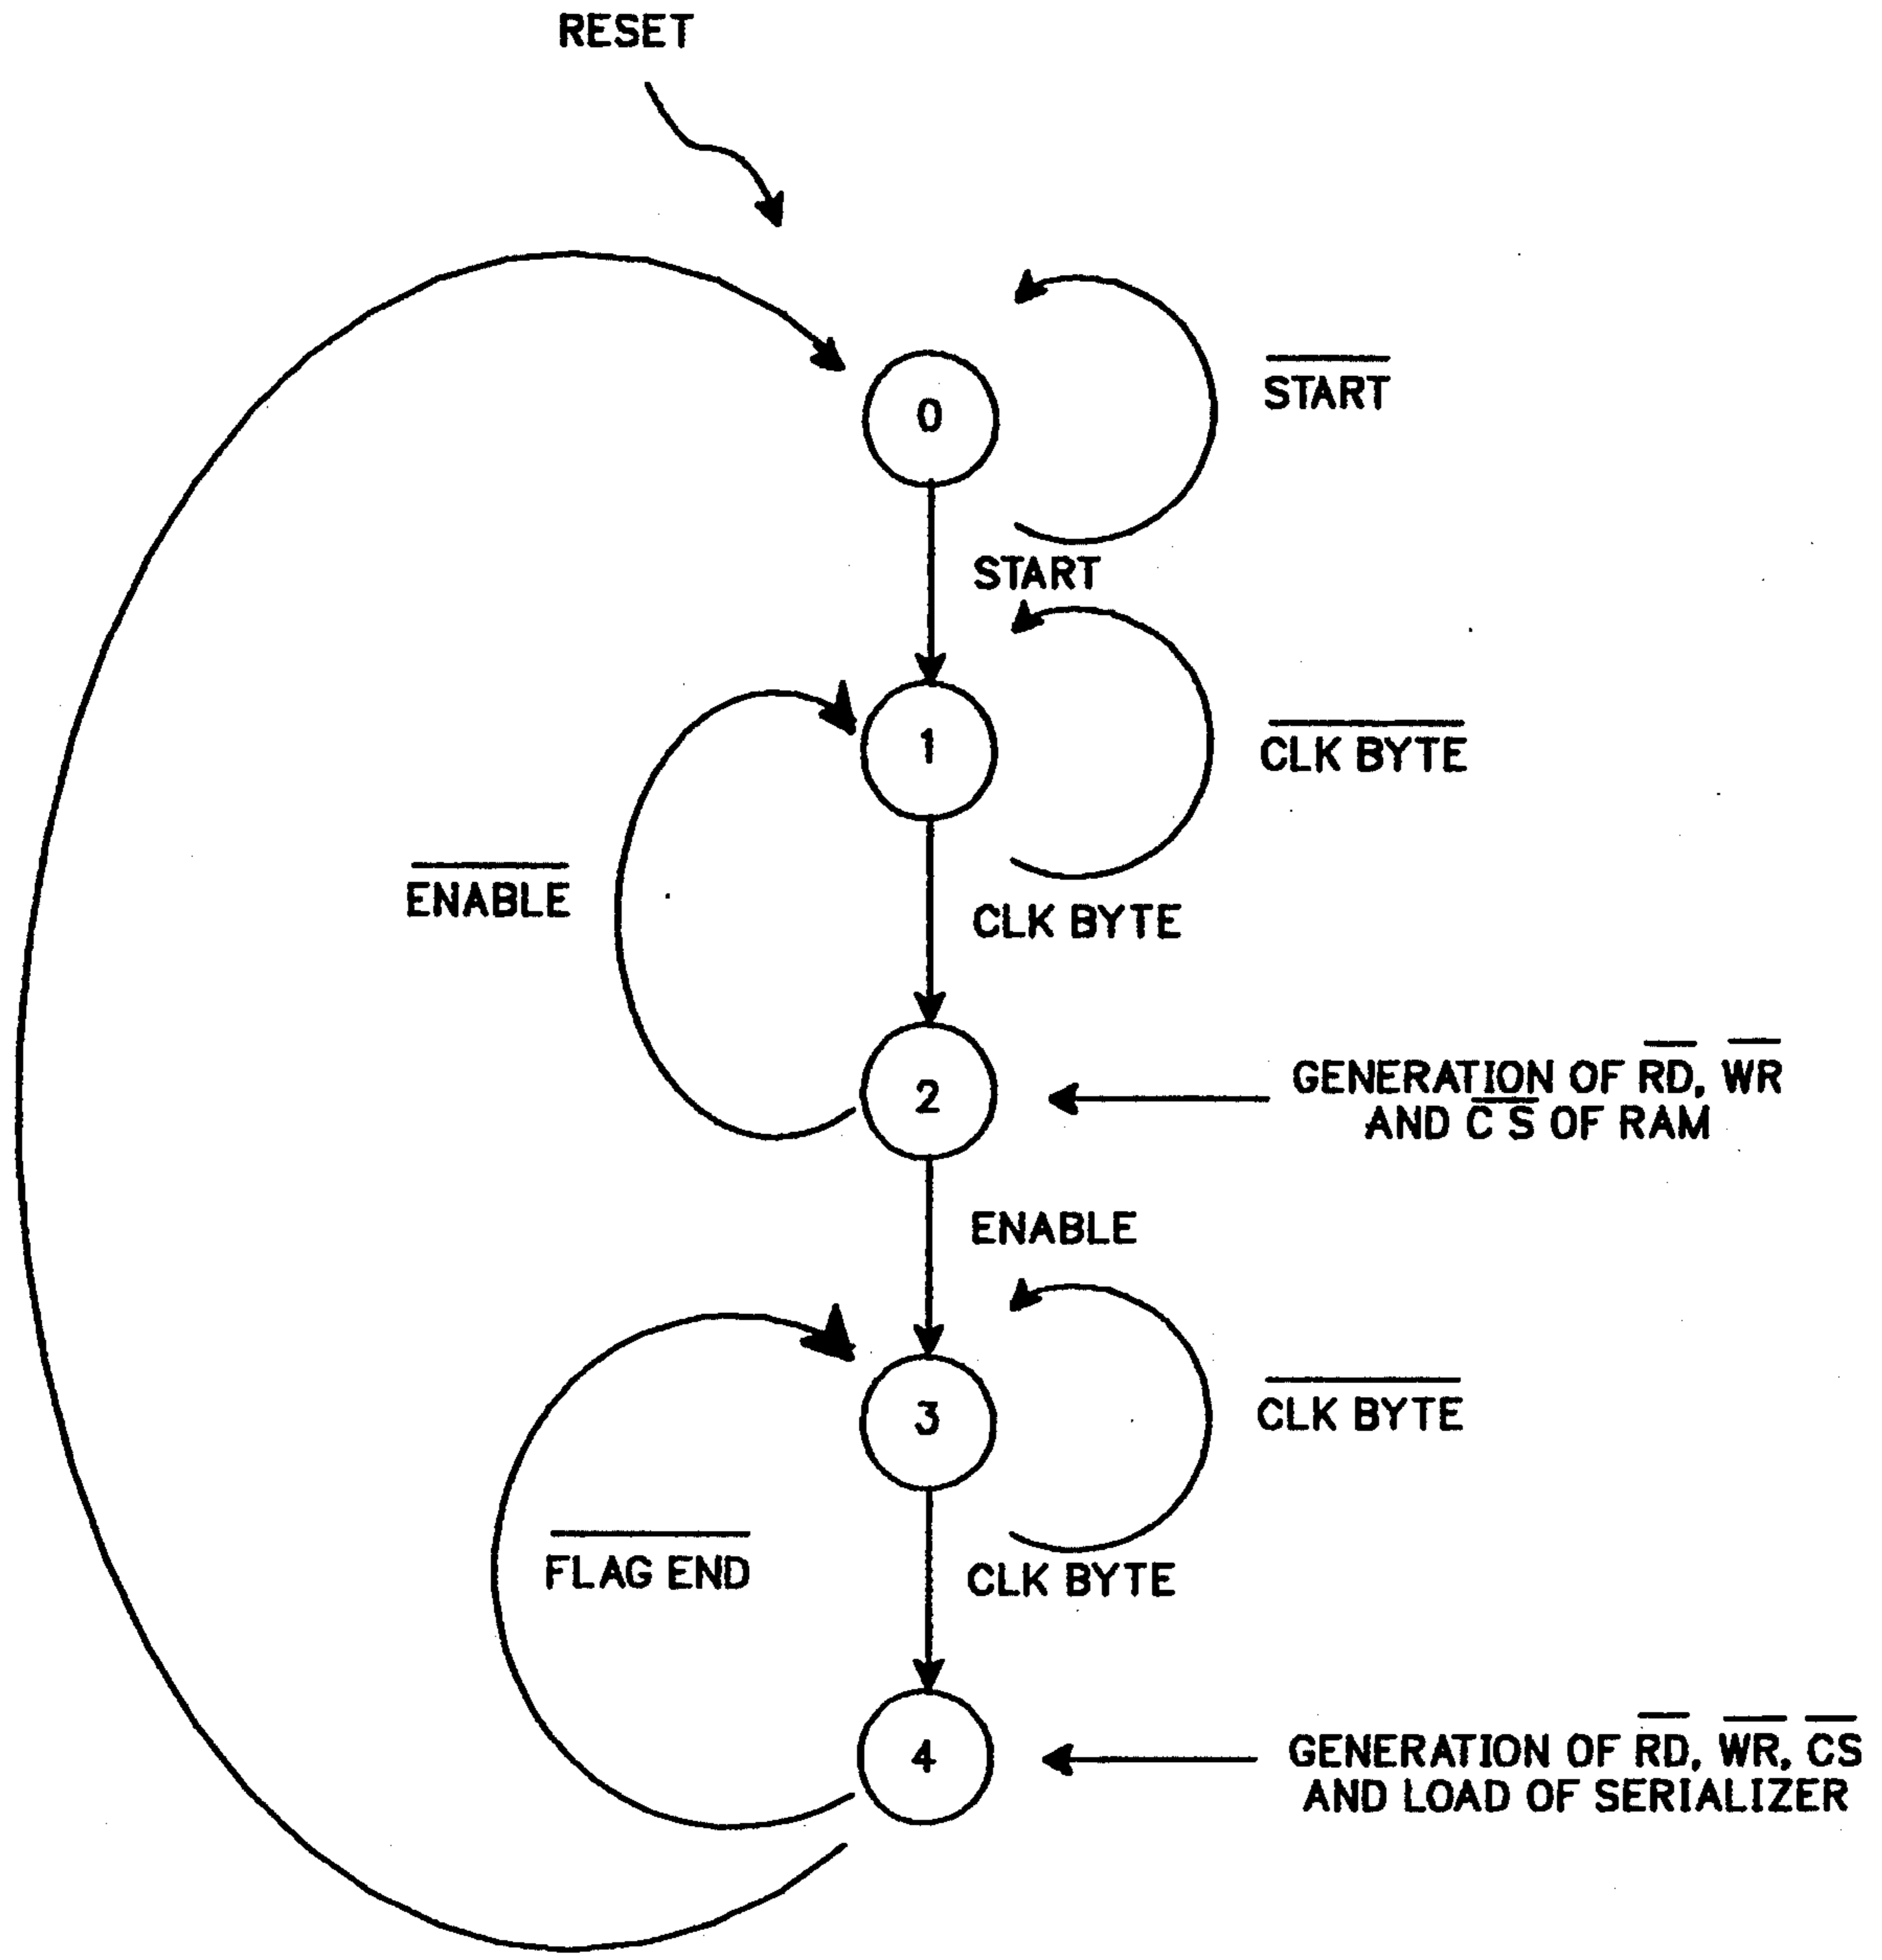 RESET
0
START
START
1
CLK BYTE
ENABLE
CLK BYTE
2
GENERATION OF RD, WR
AND C S OF RAM
ENABLE
3
CLK BYTE
FLAG END
CLK BYTE
4
GENERATION OF RD, WR, CS
AND LOAD OF SERIALIZER